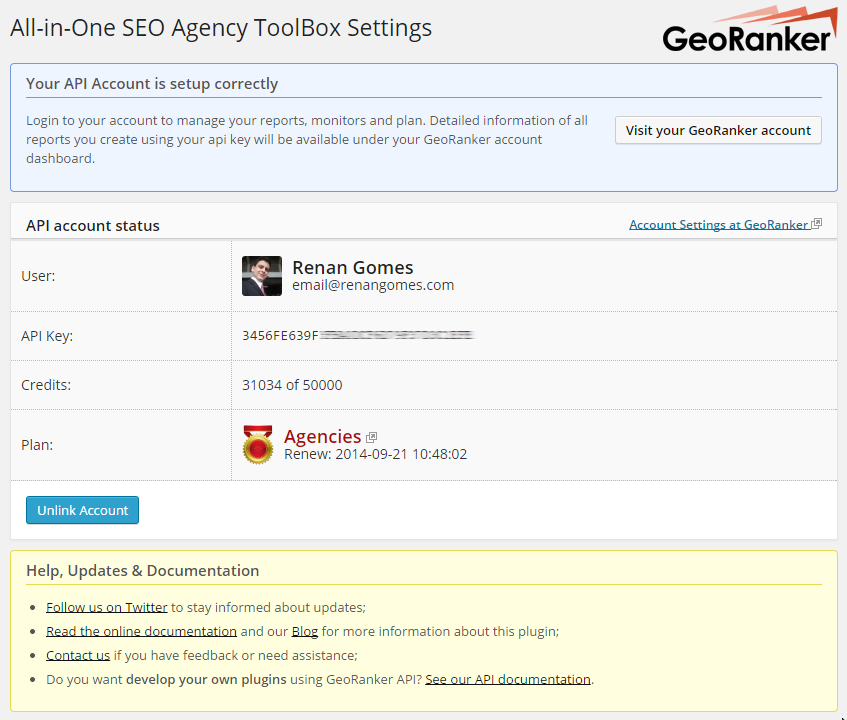 All-in-One SEO Agency ToolBox Settings
GeoRanker
Your API Account is setup correctly
Login to your account to manage your reports, monitors and plan. Detailed information of all
reports you create using your api key will be available under your GeoRanker account
dashboard.
Visit your GeoRanker account
API account status
Account Settings at GeoRanker
User:
Renan Gomes
email@renangomes.com
API Key:
3456FE639F
Credits:
31034 of 50000
Plan:
Agencies
Renew: 2014-09-21 10:48:02
Unlink Account
Help, Updates & Documentation
Follow us on Twitter to stay informed about updates;
Read the online documentation and our Blog for more information about this plugin;
Contact us if you have feedback or need assistance;
Do you want develop your own plugins using GeoRanker API? See our API documentation.